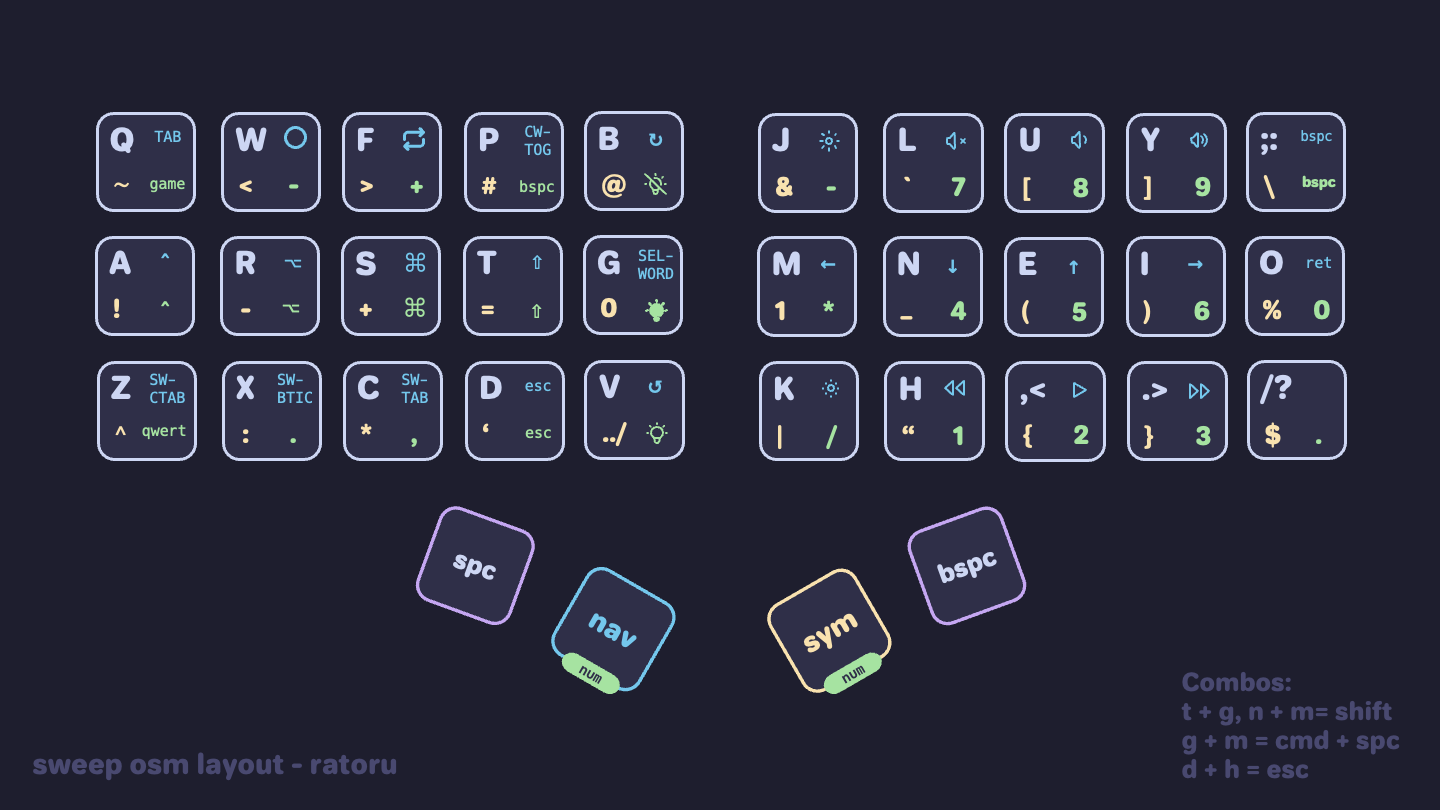 Q TAB W F P CW- B ↻
TOG
~ game < - > + # bspc @
J L U Y ;: bspc
& - ` 7 [ 8 ] 9 \ bspc
A ^ R ⌥ S ⌘ T ⇧ G SEL-
WORD
! ^ - ⌥ + ⌘ = ⇧ 0
M ← N ↓ E ↑ I → O ret
1 * _ 4 ( 5 ) 6 % 0
Z SW- X SW- C SW- D esc V ↺
CTAB BTIC TAB
^ qwert : . * , ‘ esc ../
K H ,< .> /?
| / “ 1 { 2 } 3 $ .
spc
nav
num
sym
num
bspc
Combos:
t + g, n + m= shift
g + m = cmd + spc
d + h = esc
sweep osm layout - ratoru